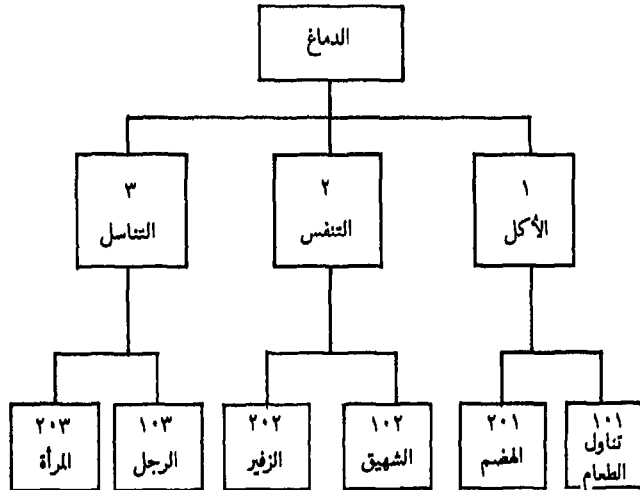 الدماغ
١
الأكل
٢
التنفس
٣
التناسل
١٠١
تناول
الطعام
٢٠١
الهضم
١٠٢
الشهيق
٢٠٢
الزفير
١٠٣
الرجل
٢٠٣
المرأة